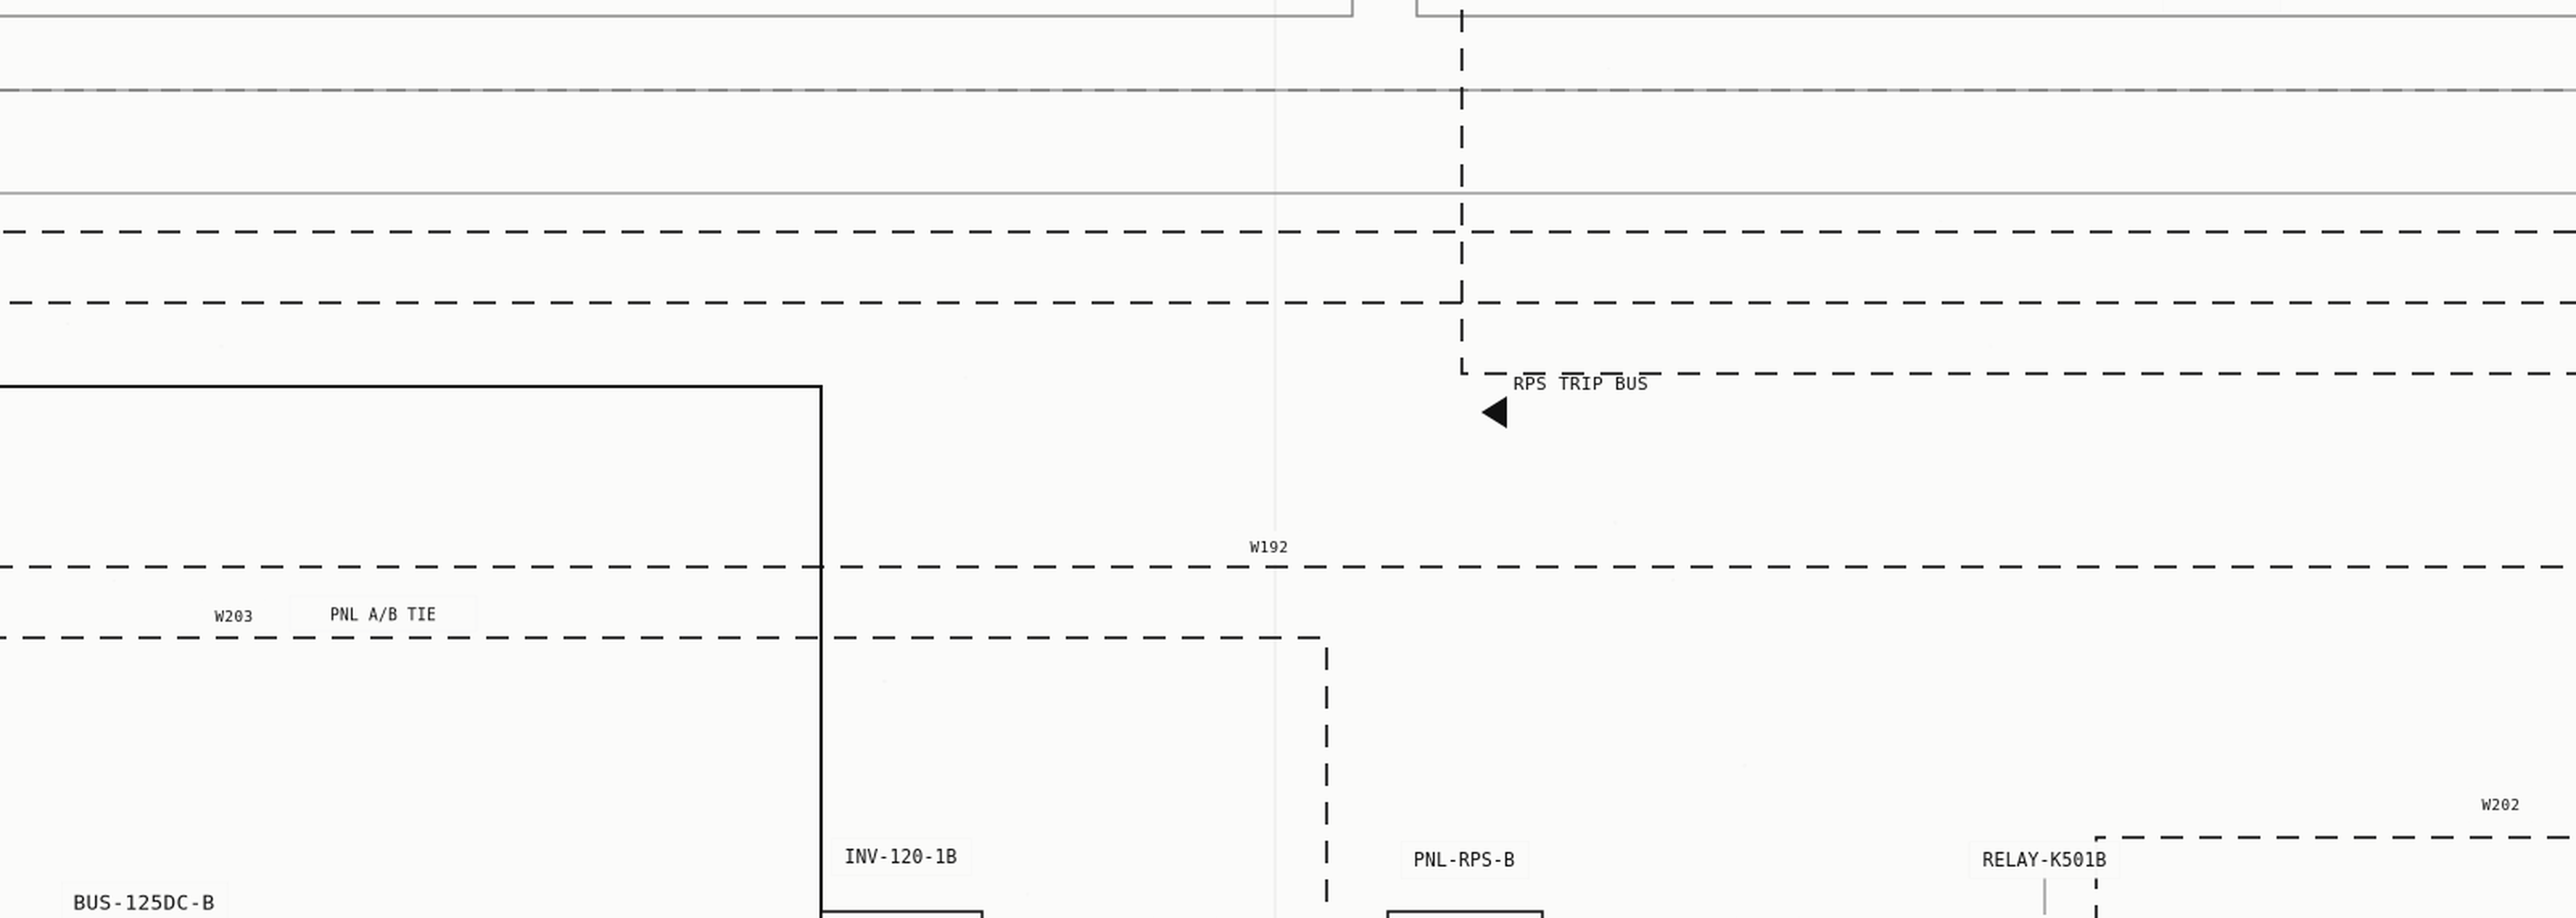 RPS TRIP BUS
W192
W203
PNL A/B TIE
W202
INV-120-1B
PNL-RPS-B
RELAY-K501B
BUS-125DC-B